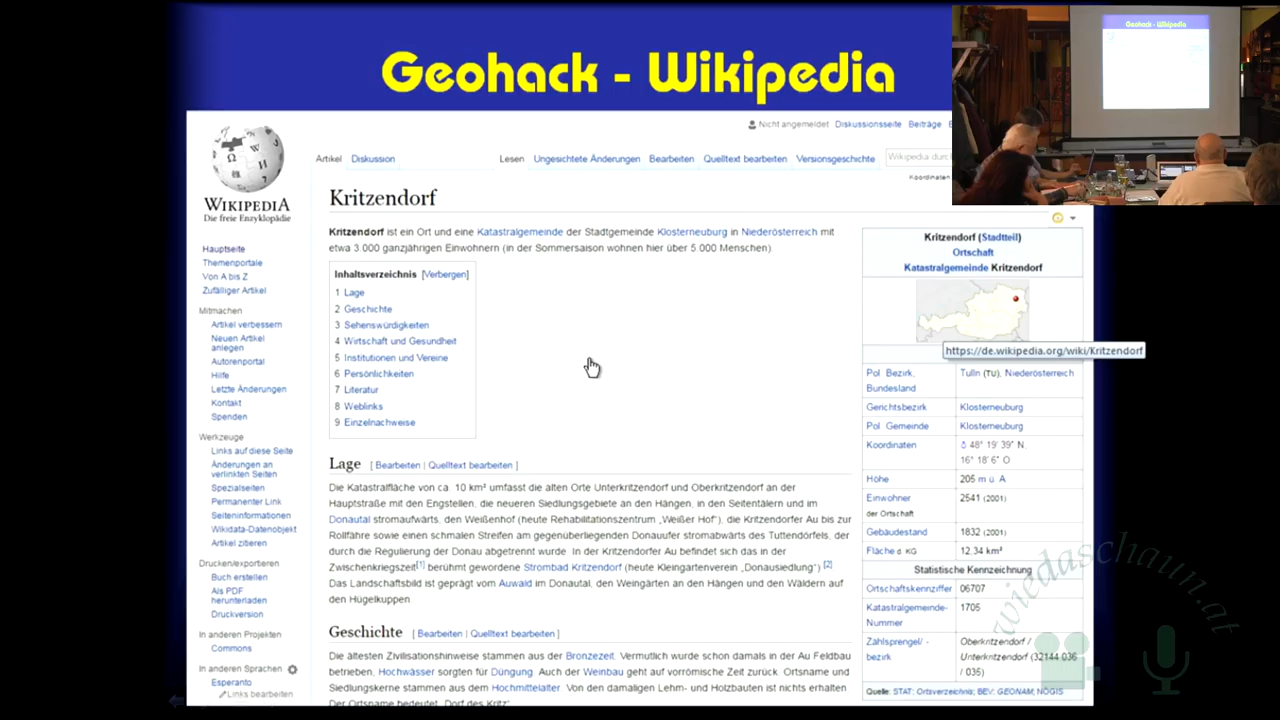 Geohack - Wikipedia
Geohack - Wikipedia
Nicht angemeldet Diskussionsseite Beiträge
Artikel Diskussion Lesen Ungesichtete Änderungen Bearbeiten Quelltext bearbeiten Versionsgeschichte
Wikipedia durc
Koordinaten
WIKIPEDIA
Die freie Enzyklopädie
Hauptseite
Themenportale
Von A bis Z
Zufälliger Artikel
Mitmachen
Artikel verbessern
Neuen Artikel
anlegen
Autorenportal
Hilfe
Letzte Änderungen
Kontakt
Spenden
Werkzeuge
Links auf diese Seite
Änderungen an
verlinkten Seiten
Spezialseiten
Permanenter Link
Seiteninformationen
Wikidata-Datenobjekt
Artikel zitieren
Drucken/exportieren
Buch erstellen
Als PDF
herunterladen
Druckversion
In anderen Projekten
Commons
In anderen Sprachen
Esperanto
Links bearbeiten
Kritzendorf
Kritzendorf ist ein Ort und eine Katastralgemeinde der Stadtgemeinde Klosterneuburg in Niederösterreich mit
etwa 3.000 ganzjährigen Einwohnern (in der Sommersaison wohnen hier über 5 000 Menschen)
Inhaltsverzeichnis [Verbergen]
1 Lage
2 Geschichte
3 Sehenswürdigkeiten
4 Wirtschaft und Gesundheit
5 Institutionen und Vereine
6 Persönlichkeiten
7 Literatur
8 Weblinks
9 Einzelnachweise
Lage [ Bearbeiten | Quelltext bearbeiten ]
Die Katastralfläche von ca. 10 km² umfasst die alten Orte Unterkritzendorf und Oberkritzendorf an der
Hauptstraße mit den Engstellen, die neueren Siedlungsgebiete an den Hängen, in den Seitentälern und im
Donautal stromaufwärts, den Weißenhof (heute Rehabilitationszentrum „Weißer Hof“), die Kritzendorfer Au bis zur
Rollfähre sowie einen schmalen Streifen am gegenüberliegenden Donauufer stromabwärts des Tuttendörfels, der
durch die Regulierung der Donau abgetrennt wurde. In der Kritzendorfer Au befindet sich das in der
Zwischenkriegszeit[1] berühmt gewordene Strombad Kritzendorf (heute Kleingartenverein „Donausiedlung“) [2]
Das Landschaftsbild ist geprägt vom Auwald im Donautal, den Weingärten an den Hängen und den Wäldern auf
den Hügelkuppen.
Geschichte [ Bearbeiten | Quelltext bearbeiten ]
Die ältesten Zivilisationshinweise stammen aus der Bronzezeit. Vermutlich wurde schon damals in der Au Feldbau
betrieben, Hochwässer sorgten für Düngung. Auch der Weinbau geht auf vorrömische Zeit zurück. Ortsname und
Siedlungskerne stammen aus dem Hochmittelalter. Von den damaligen Lehm- und Holzbauten ist nichts erhalten
Der Ortsname bedeutet „Dorf des Kritz“
Kritzendorf (Stadtteil)
Ortschaft
Katastralgemeinde Kritzendorf
https://de.wikipedia.org/wiki/Kritzendorf
Pol. Bezirk, Bundesland Tulln (TU), Niederösterreich
Gerichtsbezirk Klosterneuburg
Pol. Gemeinde Klosterneuburg
Koordinaten 48° 19′ 39″ N,
16° 18′ 6″ O
Höhe 205 m ü. A.
Einwohner der Ortschaft 2541 (2001)
Gebäudestand 1832 (2001)
Fläche d. KG 12,34 km²
Statistische Kennzeichnung
Ortschaftskennziffer 06707
Katastralgemeinde-Nummer 1705
Zählsprengel/ -bezirk Oberkritzendorf /
Unterkritzendorf (32144 036
/ 035)
Quelle: STAT: Ortsverzeichnis; BEV: GEONAM; NÖGIS
wiedaschaun.at